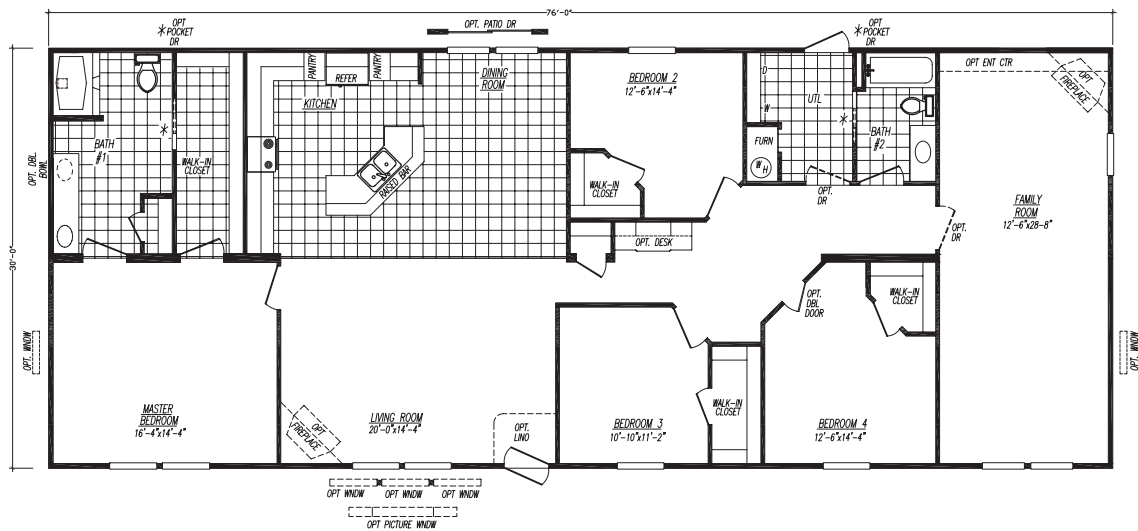 76'-0"
OPT
POCKET
DR
OPT. PATIO DR
OPT
POCKET
DR
PANTRY
REFER
PANTRY
DINING
ROOM
KITCHEN
BEDROOM 2
12'-6"x14'-4"
D
W
UTL
OPT ENT CTR
OPT
FIREPLACE
BATH
#1
WALK-IN
CLOSET
RAISED BAR
FURN
W
H
BATH
#2
OPT. DBL
BOWL
WALK-IN
CLOSET
OPT.
DR
FAMILY
ROOM
12'-6"x28'-8"
OPT.
DR
OPT. DESK
30'-0"
OPT.
DBL
DOOR
WALK-IN
CLOSET
OPT. WNDW
OPT. WNDW
MASTER
BEDROOM
16'-4"x14'-4"
OPT
FIREPLACE
LIVING ROOM
20'-0"x14'-4"
OPT.
LINO
BEDROOM 3
10'-10"x11'-2"
WALK-IN
CLOSET
BEDROOM 4
12'-6"x14'-4"
OPT WNDW
OPT WNDW
OPT WNDW
OPT PICTURE WNDW